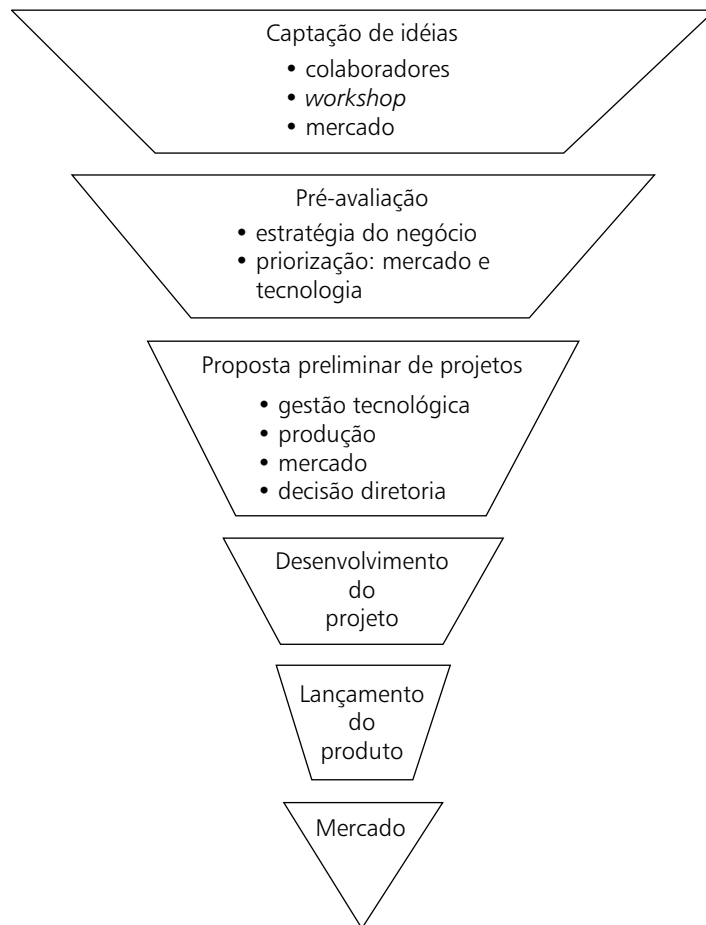 Captação de idéias
• colaboradores
• workshop
• mercado
Pré-avaliação
• estratégia do negócio
• priorização: mercado e
tecnologia
Proposta preliminar de projetos
• gestão tecnológica
• produção
• mercado
• decisão diretoria
Desenvolvimento
do
projeto
Lançamento
do
produto
Mercado